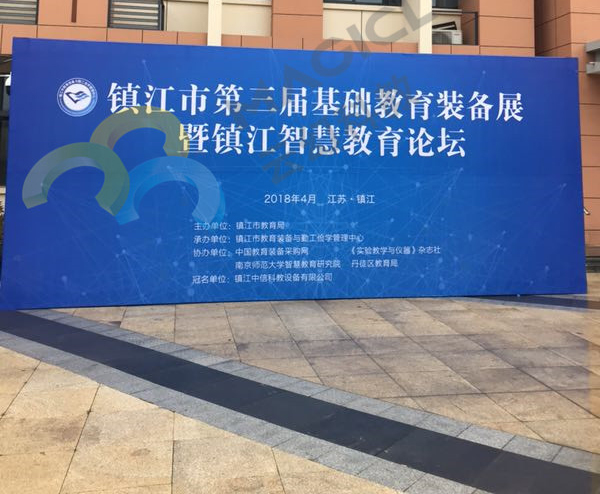 镇江市第三届基础教育装备展
暨镇江智慧教育论坛
2018年4月 江苏·镇江
主办单位：镇江市教育局
承办单位：镇江市教育装备与勤工俭学管理中心
协办单位：中国教育装备采购网 《实验教学与仪器》杂志社
南京师范大学智慧教育研究院 丹徒区教育局
冠名单位：镇江中信科教设备有限公司